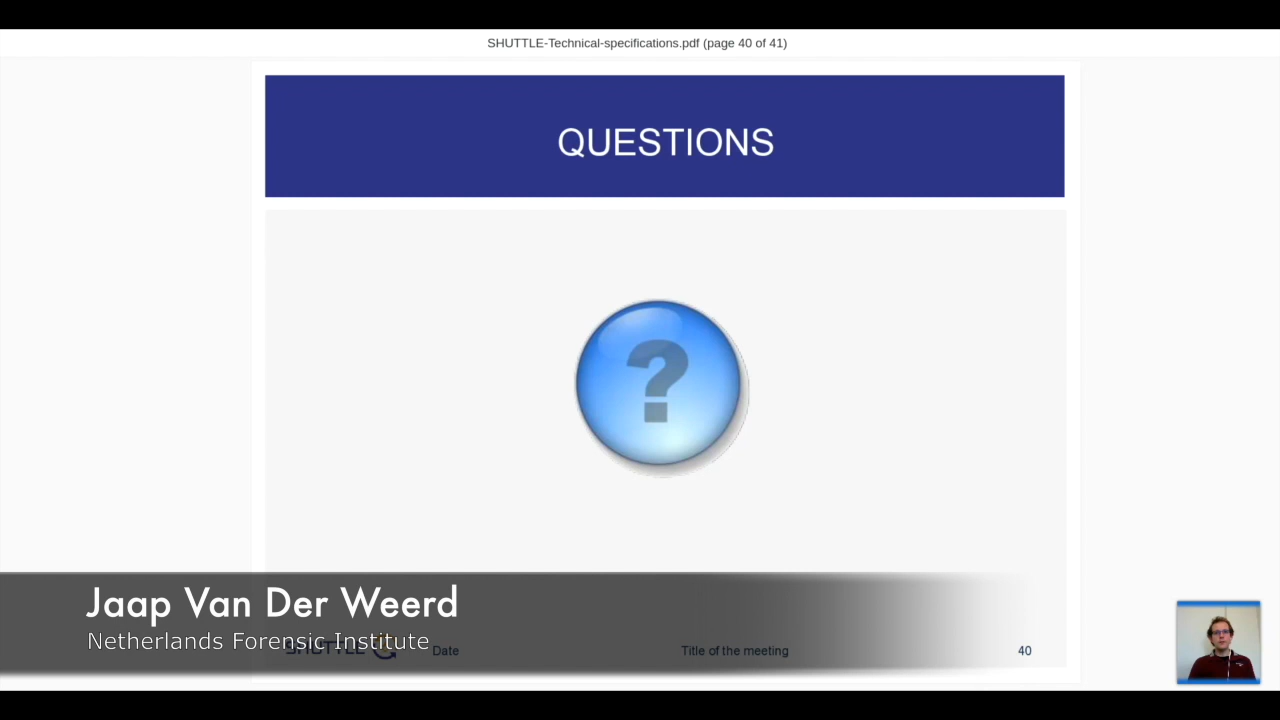 SHUTTLE-Technical-specifications.pdf (page 40 of 41)
QUESTIONS
?
Jaap Van Der Weerd
Netherlands Forensic Institute
SHUTTLE Date Title of the meeting 40